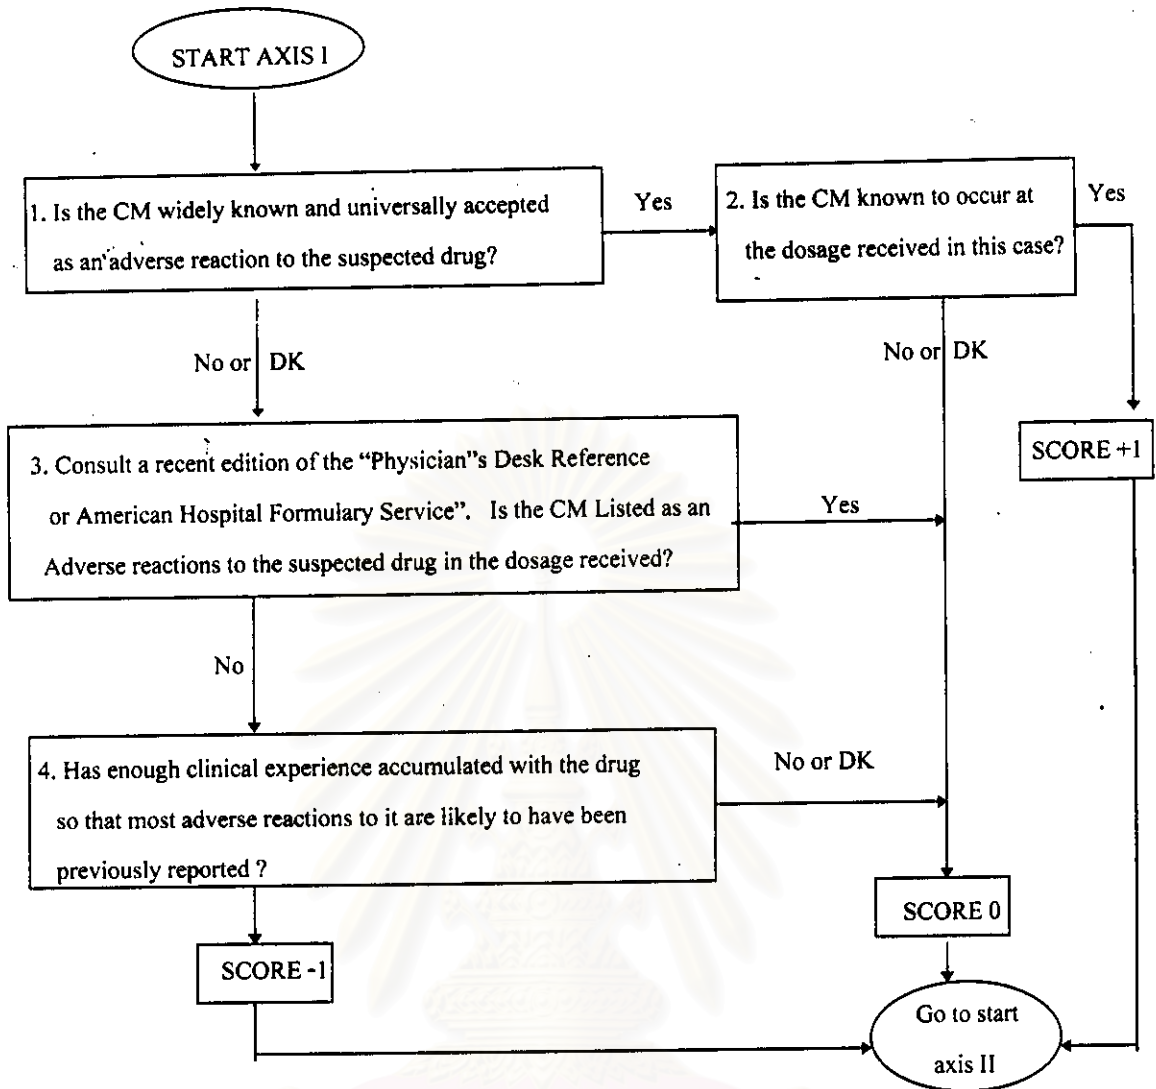 START AXIS I
1. Is the CM widely known and universally accepted
as an adverse reaction to the suspected drug?
Yes
2. Is the CM known to occur at
the dosage received in this case?
Yes
No or DK
No or DK
SCORE +1
3. Consult a recent edition of the “Physician"s Desk Reference
or American Hospital Formulary Service”. Is the CM Listed as an
Adverse reactions to the suspected drug in the dosage received?
Yes
No
4. Has enough clinical experience accumulated with the drug
so that most adverse reactions to it are likely to have been
previously reported ?
No or DK
SCORE 0
SCORE -1
Go to start
axis II